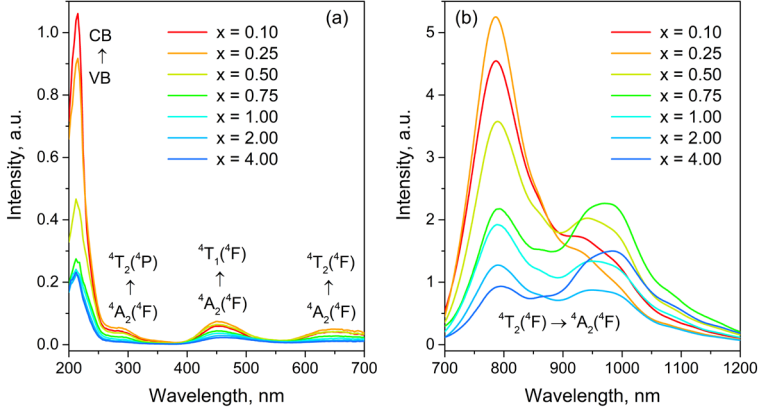 (a)
CB
↑
VB
x = 0.10
x = 0.25
x = 0.50
x = 0.75
x = 1.00
x = 2.00
x = 4.00
⁴T₂(⁴P)
↑
⁴A₂(⁴F)
⁴T₁(⁴F)
↑
⁴A₂(⁴F)
⁴T₂(⁴F)
↑
⁴A₂(⁴F)
Intensity, a.u.
1.0
0.8
0.6
0.4
0.2
0.0
200 300 400 500 600 700
Wavelength, nm
(b)
x = 0.10
x = 0.25
x = 0.50
x = 0.75
x = 1.00
x = 2.00
x = 4.00
⁴T₂(⁴F) → ⁴A₂(⁴F)
Intensity, a.u.
5
4
3
2
1
0
700 800 900 1000 1100 1200
Wavelength, nm